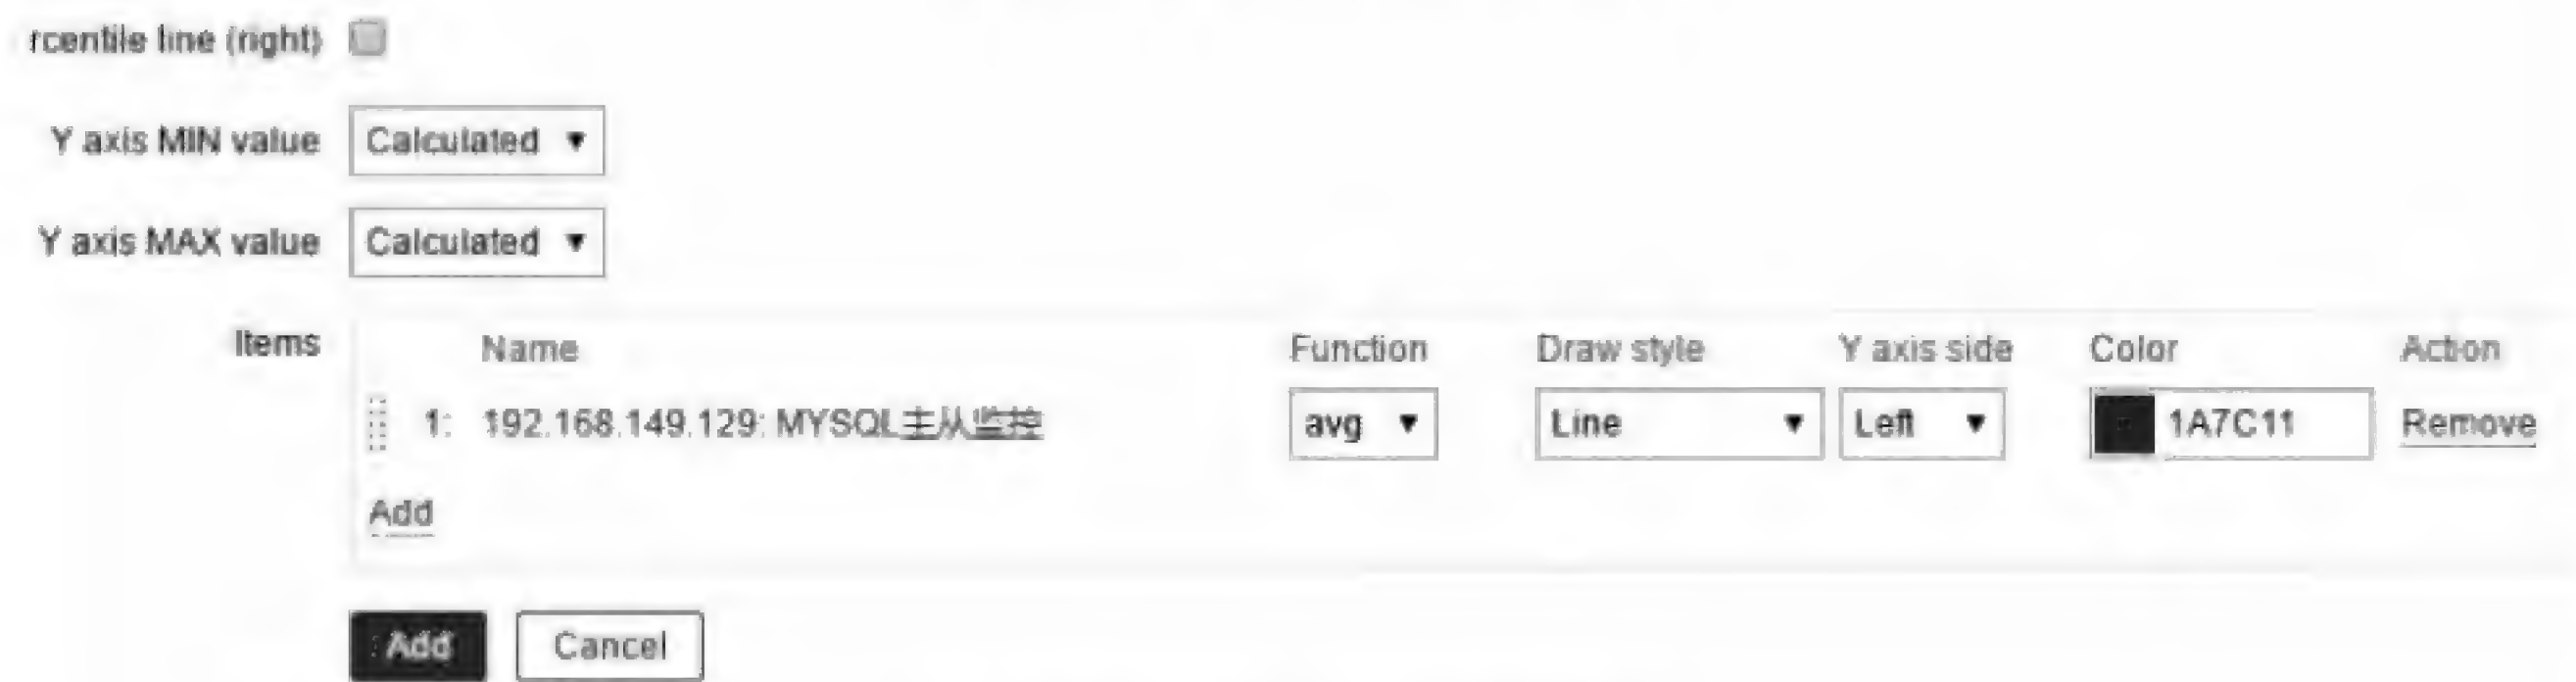 rcentile line (right)
Y axis MIN value Calculated ▼
Y axis MAX value Calculated ▼
Items Name Function Draw style Y axis side Color Action
1: 192.168.149.129: MYSQL主从监控 avg ▼ Line ▼ Left ▼ 1A7C11 Remove
Add
Add Cancel